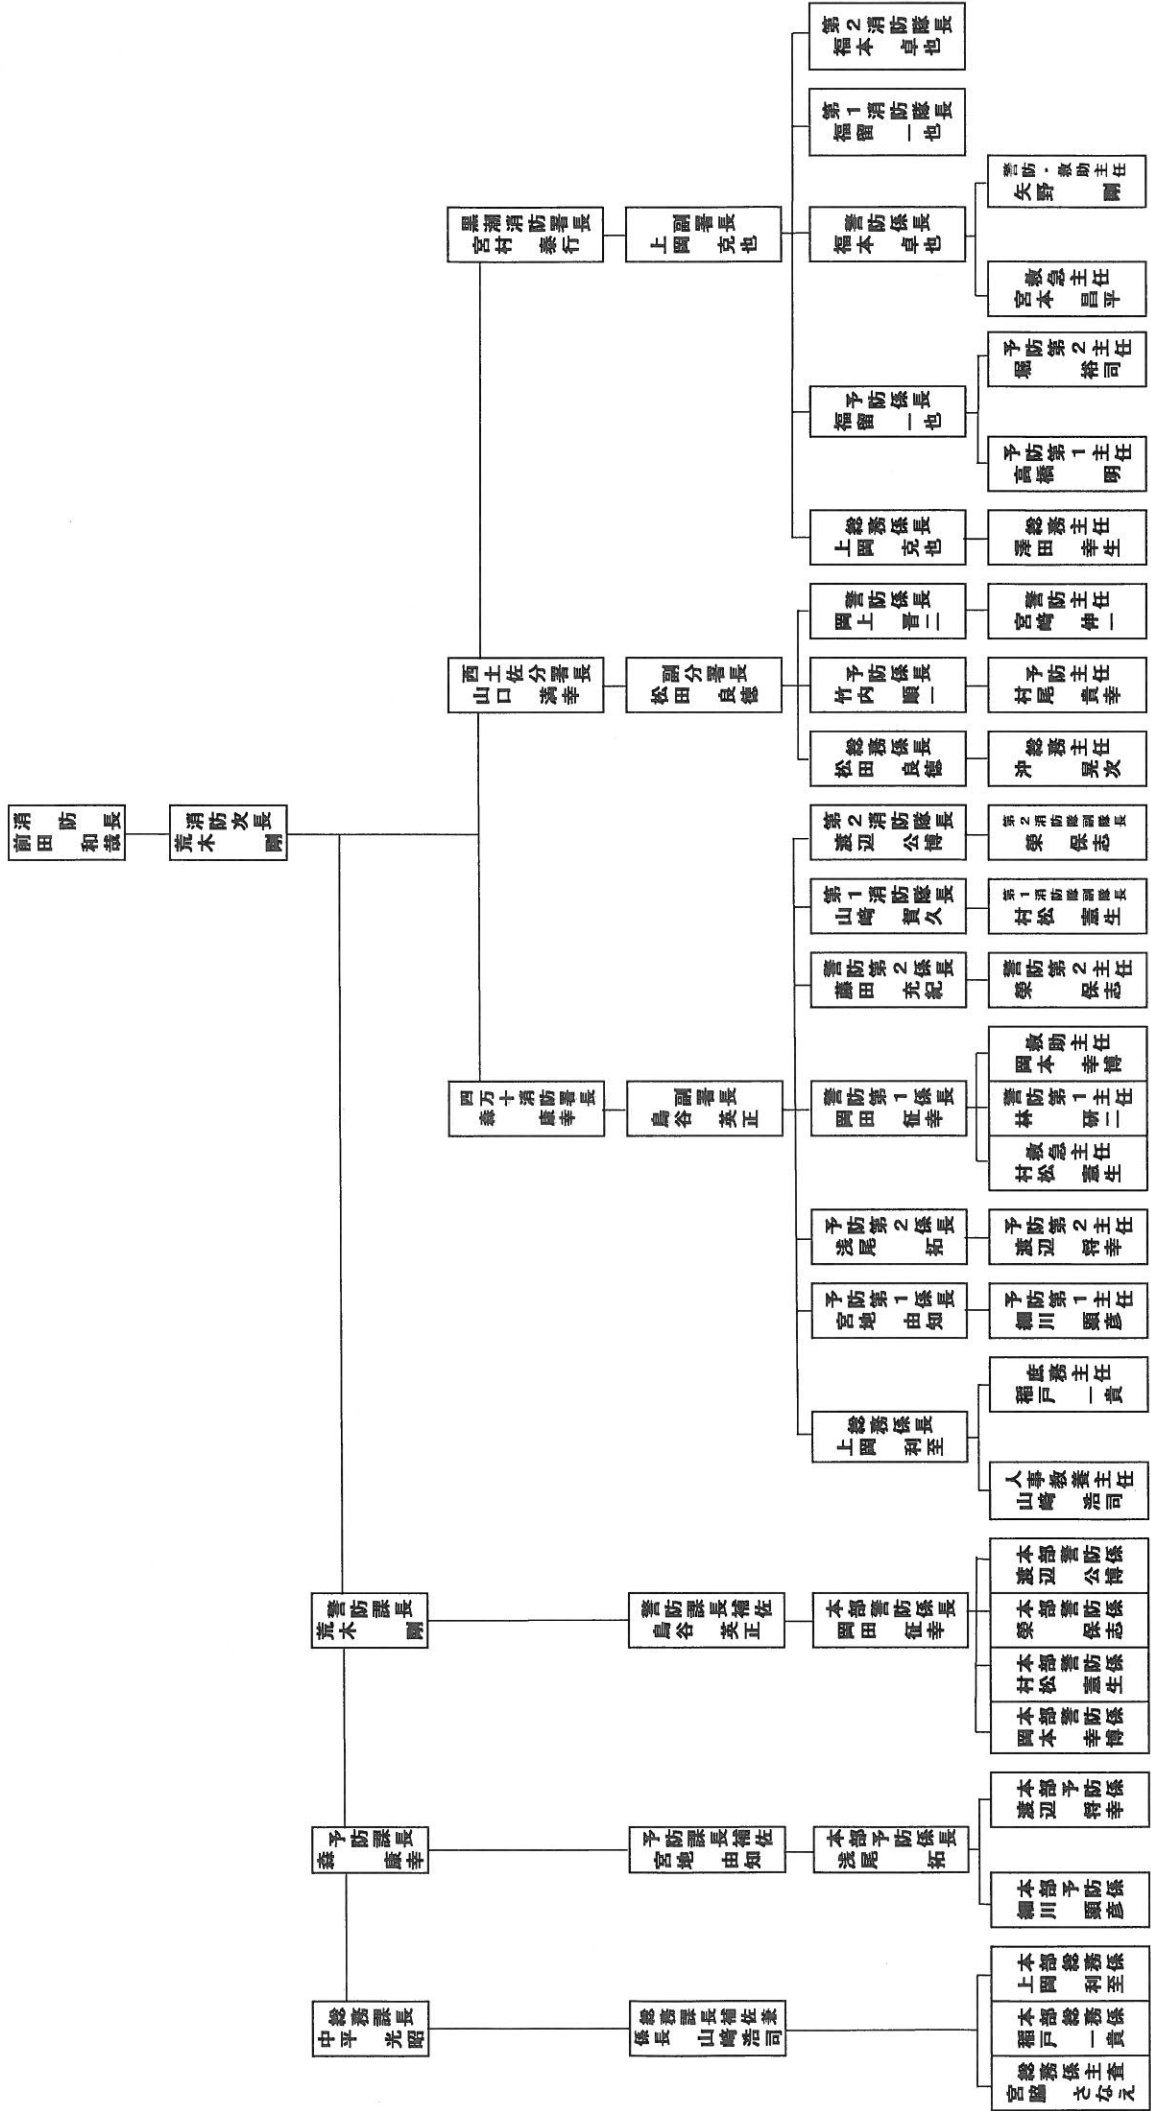 消防長
前田 和哉
消防次長
荒木 剛
黒潮消防署長
宮村 泰行
副署長
上岡 克也
第2消防隊長
福本 卓也
第1消防隊長
福留 一也
警防係長
福本 卓也
警防・救助主任
矢野 剛
救急主任
宮本 昌平
予防係長
福留 一也
予防第2主任
堀 裕司
予防第1主任
高橋 明
総務係長
上岡 克也
総務主任
澤田 幸生
西土佐分署長
山口 満幸
副分署長
松田 良徳
警防係長
岡上 晋二
警防主任
宮崎 伸一
予防係長
竹内 順一
予防主任
村尾 貴幸
総務係長
松田 良徳
総務主任
沖 晃次
四万十消防署長
森 康幸
副署長
鳥谷 英正
第2消防隊長
渡辺 公博
第2消防隊副隊長
榮 保志
第1消防隊長
山崎 賀久
第1消防隊副隊長
村松 憲生
警防第2係長
藤田 充紀
警防第2主任
榮 保志
警防第1係長
岡田 征幸
救助主任
岡本 幸博
警防第1主任
林 研二
救急主任
村松 憲生
予防第2係長
浅尾 拓
予防第2主任
渡辺 将幸
予防第1係長
宮地 由知
予防第1主任
細川 顕彦
総務係長
上岡 利至
庶務主任
稲戸 一貴
人事教養主任
山崎 浩司
警防課長
荒木 剛
警防課長補佐
鳥谷 英正
本部警防係長
岡田 征幸
本部警防係
渡辺 公博
本部警防係
榮 保志
本部警防係
村松 憲生
本部警防係
岡本 幸博
予防課長
森 康幸
予防課長補佐
宮地 由知
本部予防係長
浅尾 拓
本部予防係
渡辺 将幸
本部予防係
細川 顕彦
総務課長
中平 光昭
総務課長補佐兼
係長 山崎浩司
本部総務係
上岡 利至
本部総務係
稲戸 一貴
総務係主査
宮脇 さなえ